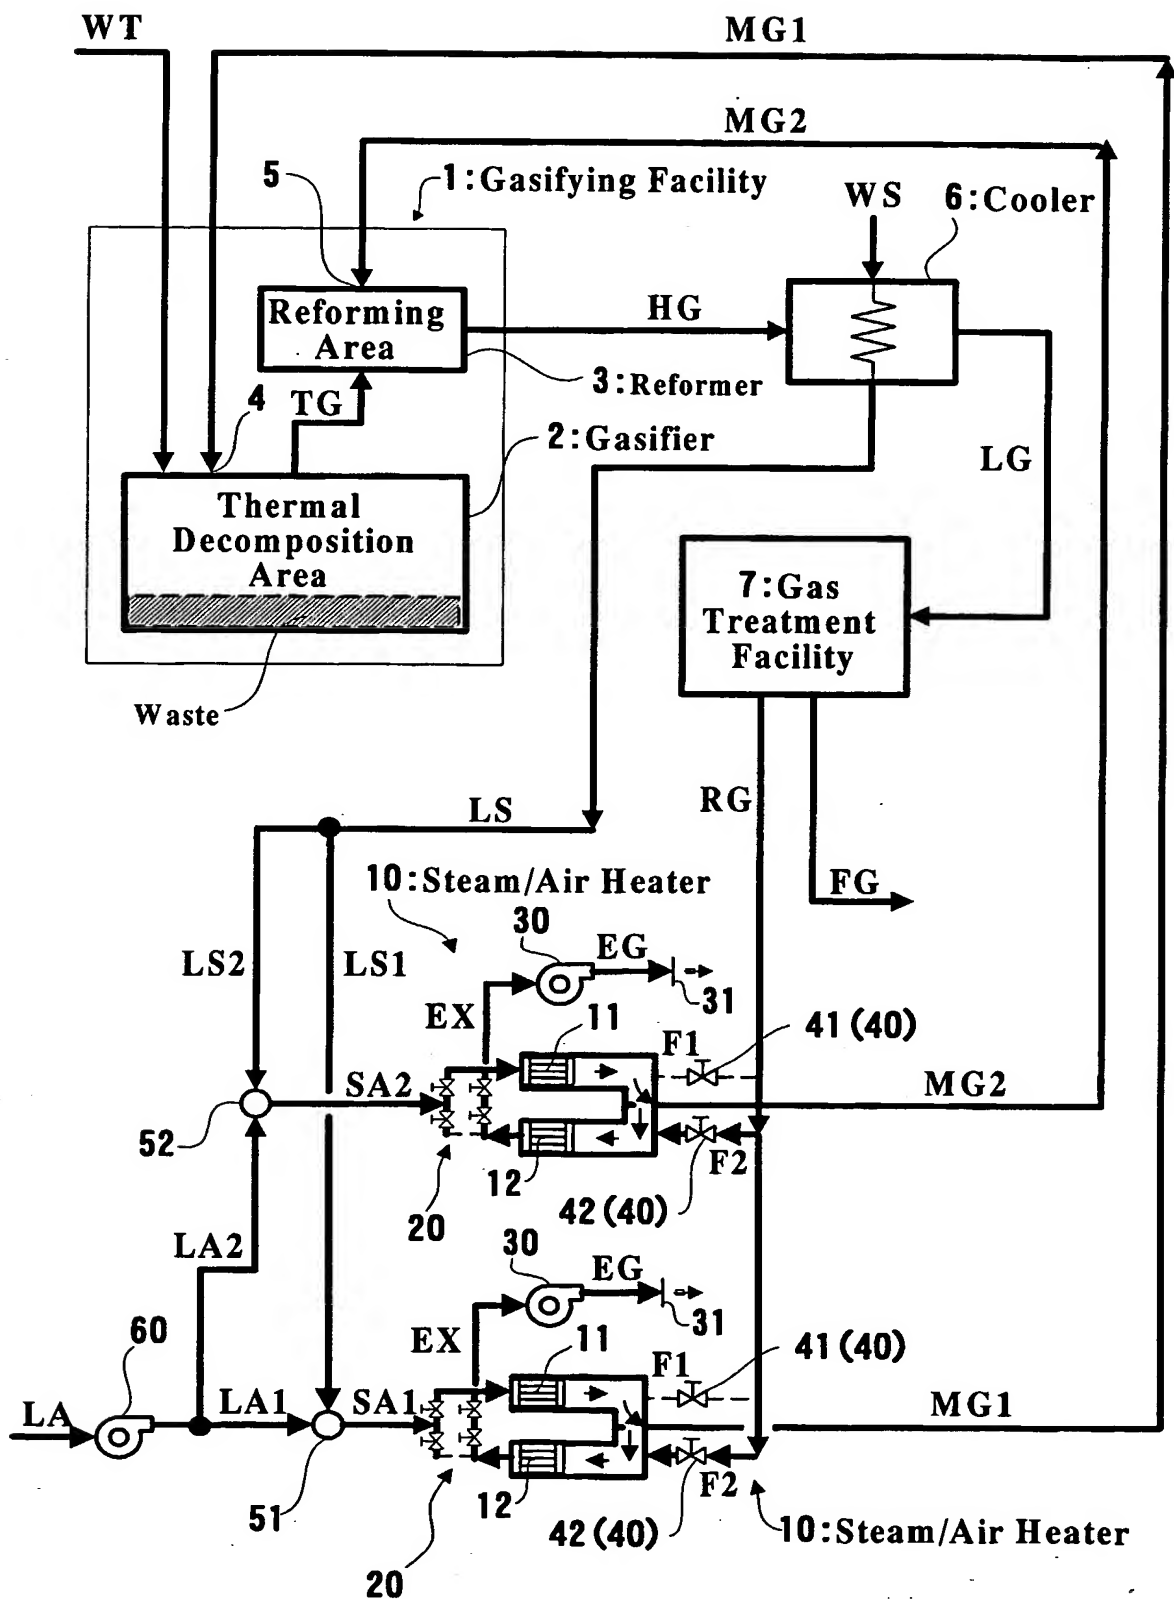 WT
MG1
MG2
5
1:Gasifying Facility
WS
6:Cooler
Reforming
Area
HG
3:Reformer
TG
4
2:Gasifier
LG
Thermal
Decomposition
Area
7:Gas
Treatment
Facility
Waste
RG
LS
FG
10:Steam/Air Heater
30
EG
LS2
LS1
31
EX
11
41(40)
F1
SA2
MG2
52
12
F2
20
42(40)
LA2
30
EG
31
60
EX
11
41(40)
F1
LA
LA1
SA1
MG1
51
12
F2
42(40)
10:Steam/Air Heater
20